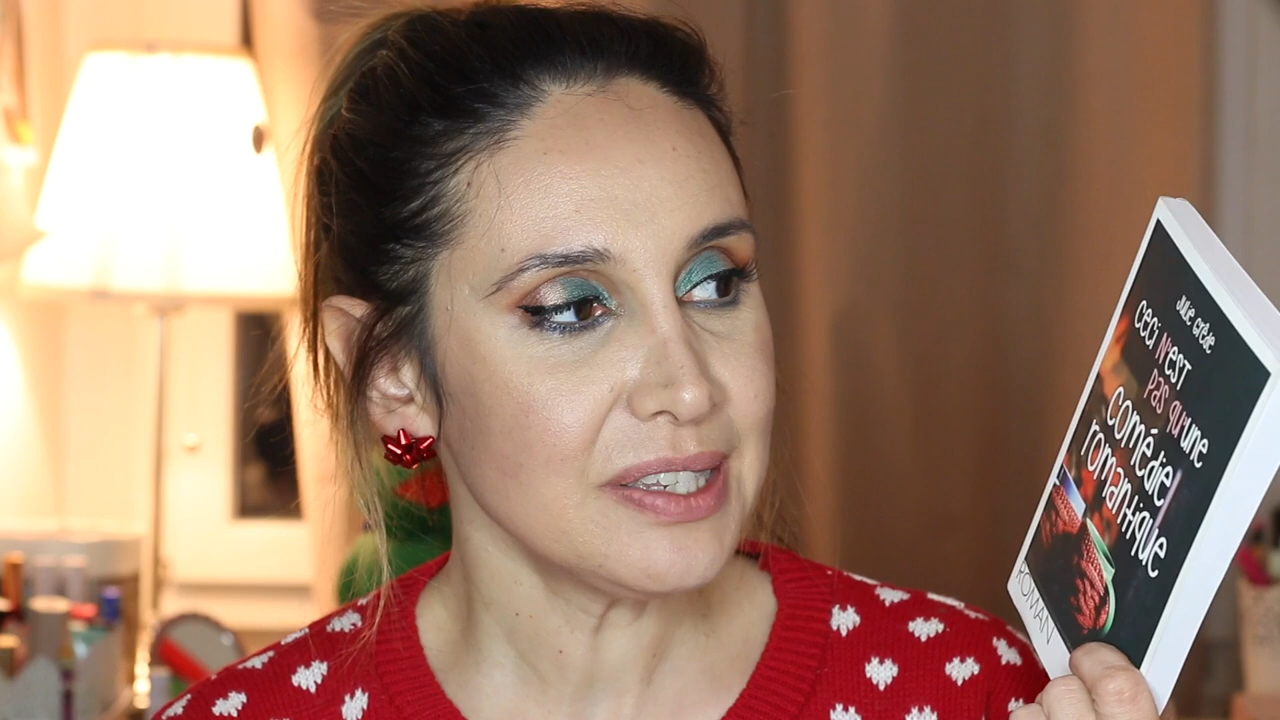 Julie Grêde
ceci n'est
pas qu'une
comédie
romantique
ROMAN